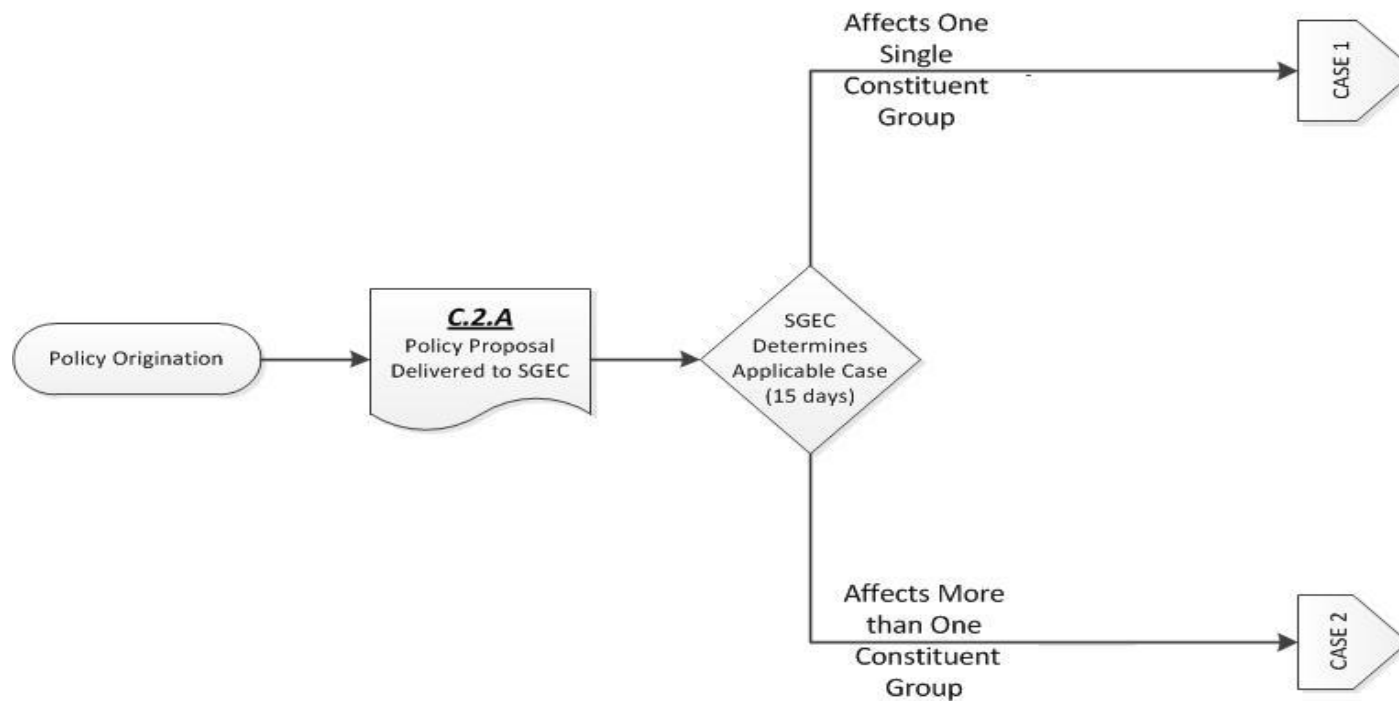 Affects One
Single
Constituent
Group
CASE 1
Policy Origination
C.2.A
Policy Proposal
Delivered to SGEC
SGEC
Determines
Applicable Case
(15 days)
Affects More
than One
Constituent
Group
CASE 2